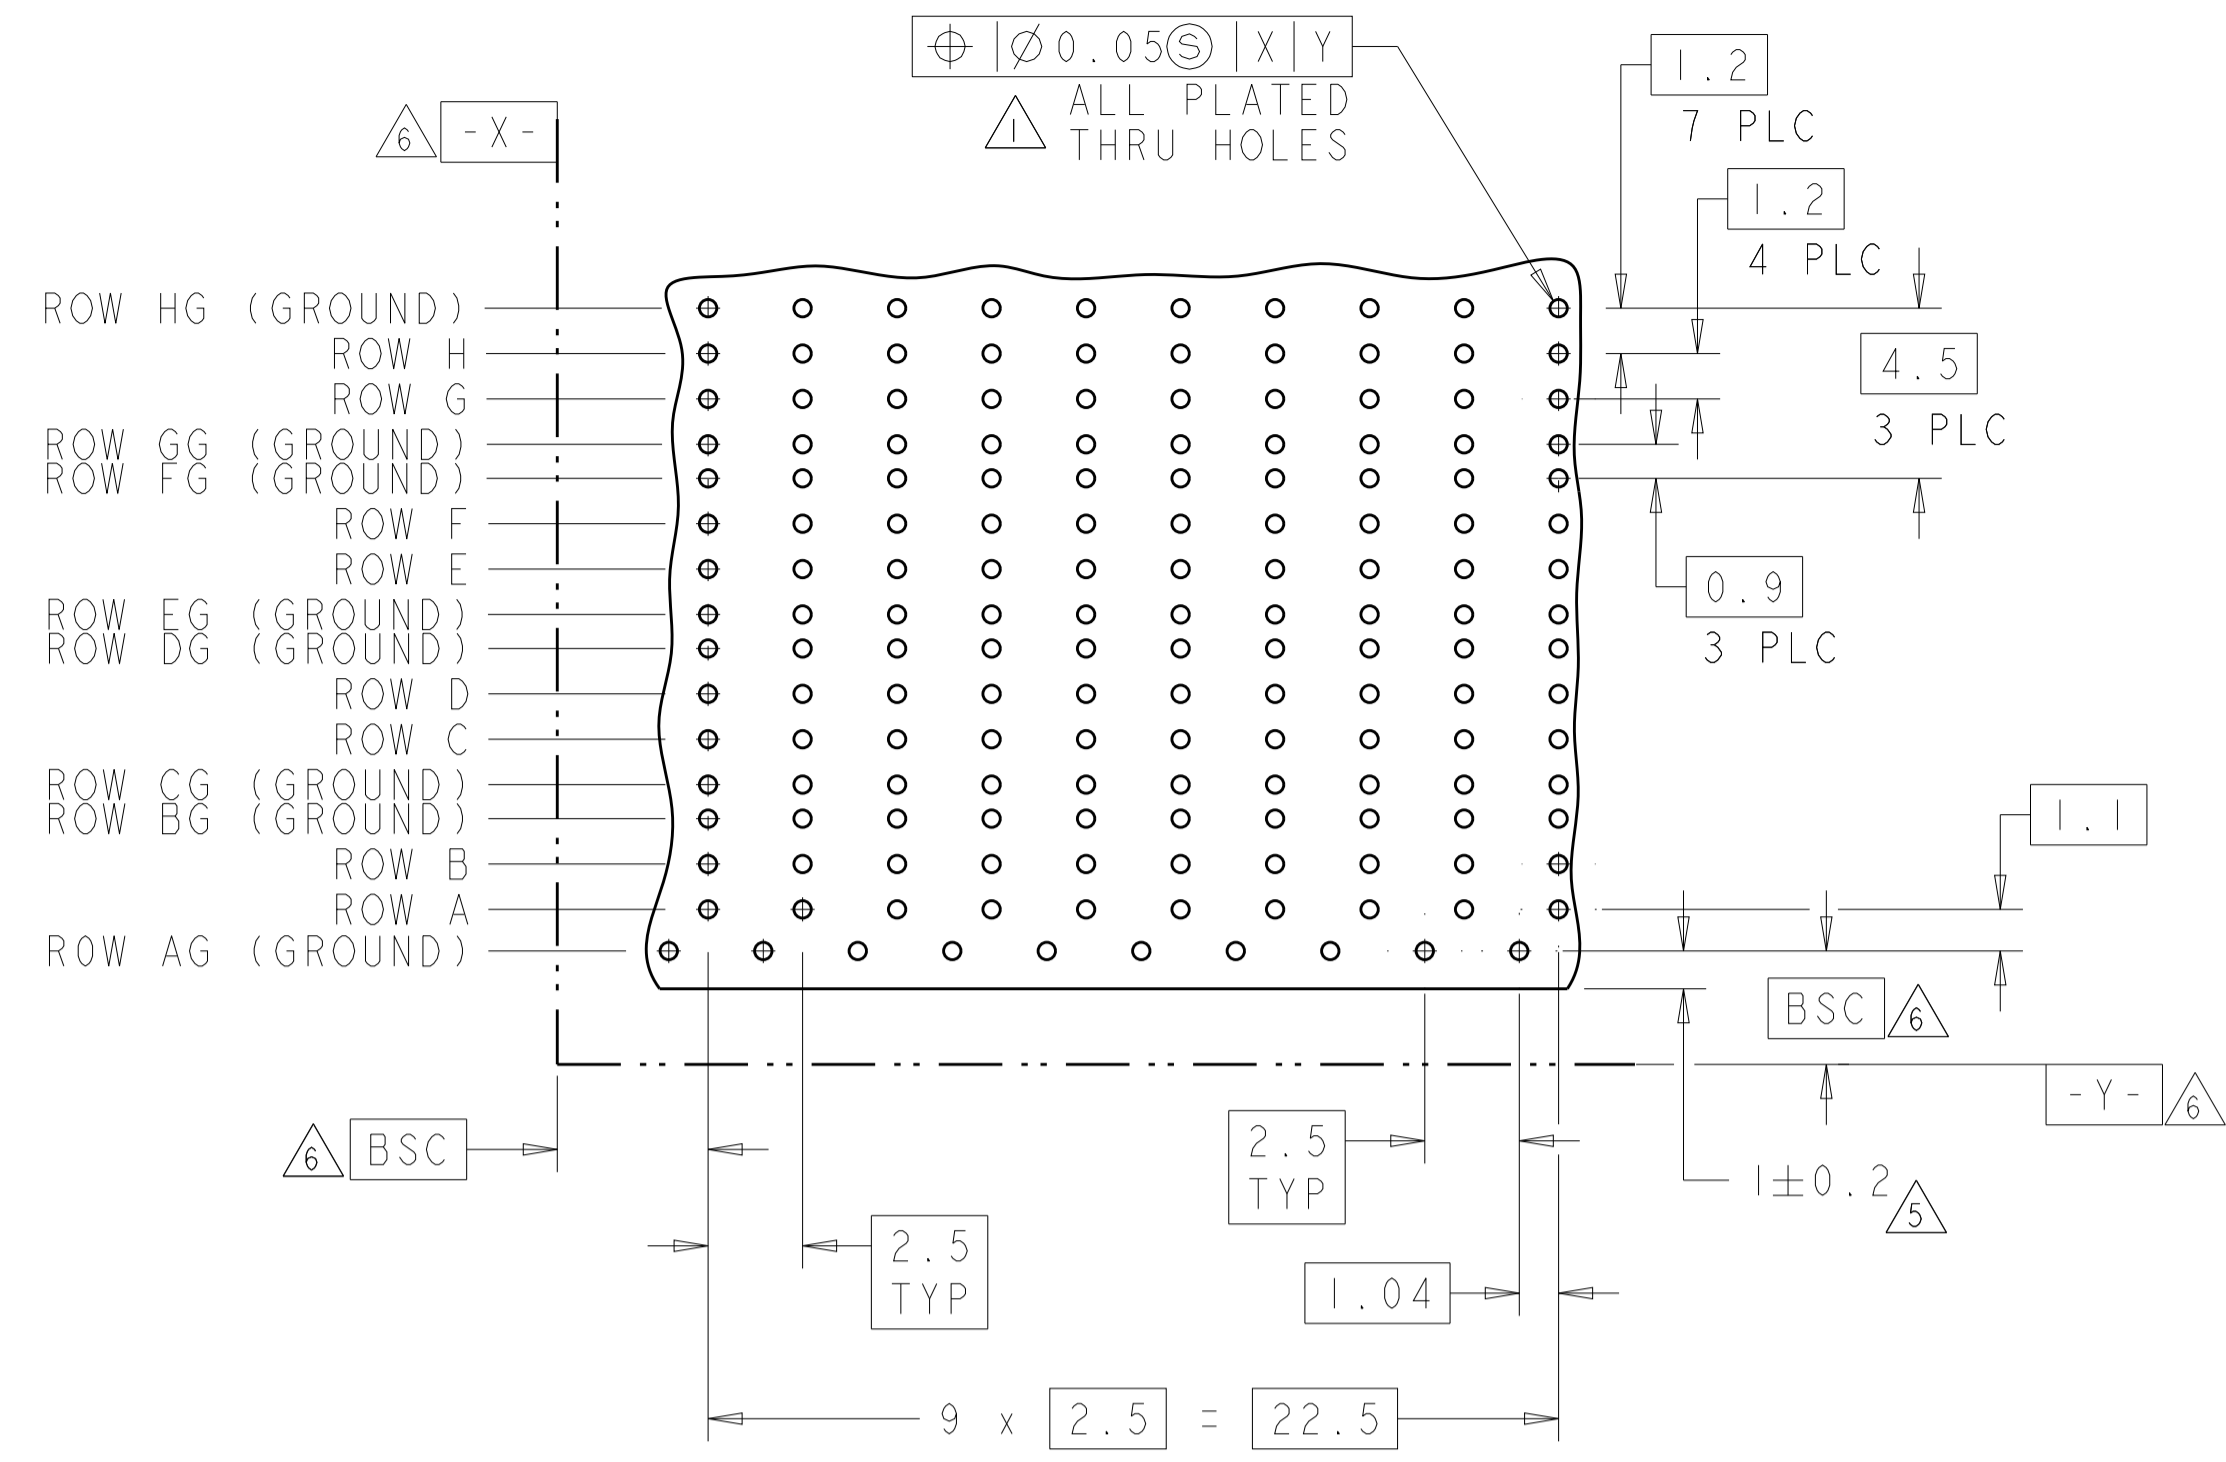 ⌖ Ø0.05Ⓢ X Y
1 ALL PLATED
THRU HOLES
6 -X-
1.2
7 PLC
1.2
4 PLC
4.5
3 PLC
0.9
3 PLC
ROW HG (GROUND)
ROW H
ROW G
ROW GG (GROUND)
ROW FG (GROUND)
ROW F
ROW E
ROW EG (GROUND)
ROW DG (GROUND)
ROW D
ROW C
ROW CG (GROUND)
ROW BG (GROUND)
ROW B
ROW A
ROW AG (GROUND)
1.1
BSC 6
-Y- 6
1±0.2 5
6 BSC
2.5
TYP
2.5
TYP
1.04
9 x 2.5 = 22.5